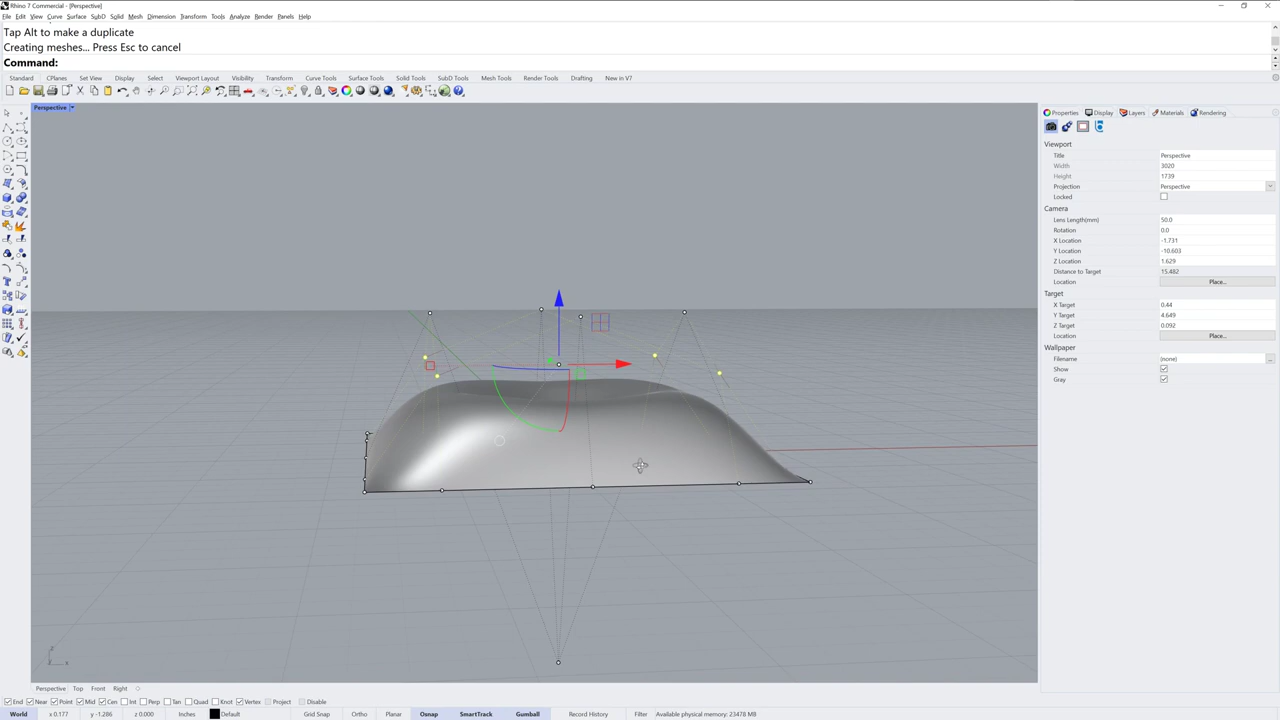 Rhino 7 Commercial - [Perspective]
File Edit View Curve Surface SubD Solid Mesh Dimension Transform Tools Analyze Render Panels Help
Tap Alt to make a duplicate
Creating meshes... Press Esc to cancel
Command:
Standard CPlanes Set View Display Select Viewport Layout Visibility Transform Curve Tools Surface Tools Solid Tools SubD Tools Mesh Tools Render Tools Drafting New in V7
Perspective
Properties Display Layers Materials Rendering
Viewport
Title Perspective
Width 3020
Height 1739
Projection Perspective
Locked
Camera
Lens Length(mm) 50.0
Rotation 0.0
X Location -1.731
Y Location -10.603
Z Location 1.629
Distance to Target 15.482
Location Place...
Target
X Target 0.44
Y Target 4.649
Z Target 0.092
Location Place...
Wallpaper
Filename (none) ...
Show
Gray
z
x
Perspective Top Front Right
End Near Point Mid Cen Int Perp Tan Quad Knot Vertex Project Disable
World x 0.177 y -1.286 z 0.000 Inches Default Grid Snap Ortho Planar Osnap SmartTrack Gumball Record History Filter Available physical memory: 23478 MB